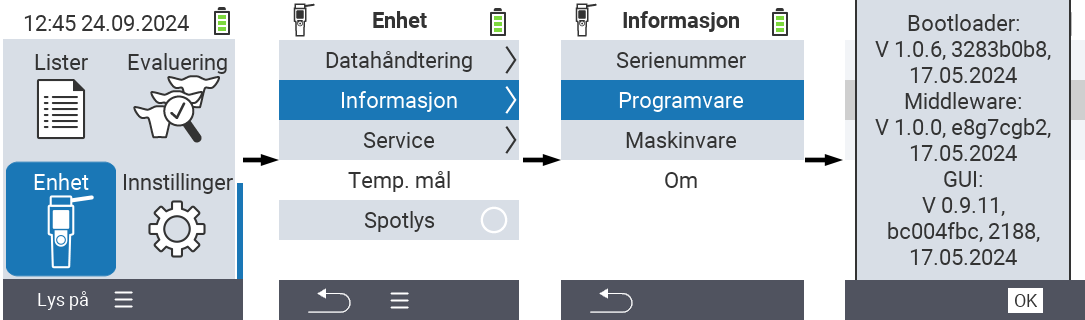 12:45 24.09.2024
Lister
Evaluering
Enhet
Innstillinger
Lys på
Enhet
Datahåndtering
Informasjon
Service
Temp. mål
Spotlys
Informasjon
Serienummer
Programvare
Maskinvare
Om
Bootloader:
V 1.0.6, 3283b0b8,
17.05.2024
Middleware:
V 1.0.0, e8g7cgb2,
17.05.2024
GUI:
V 0.9.11,
bc004fbc, 2188,
17.05.2024
OK